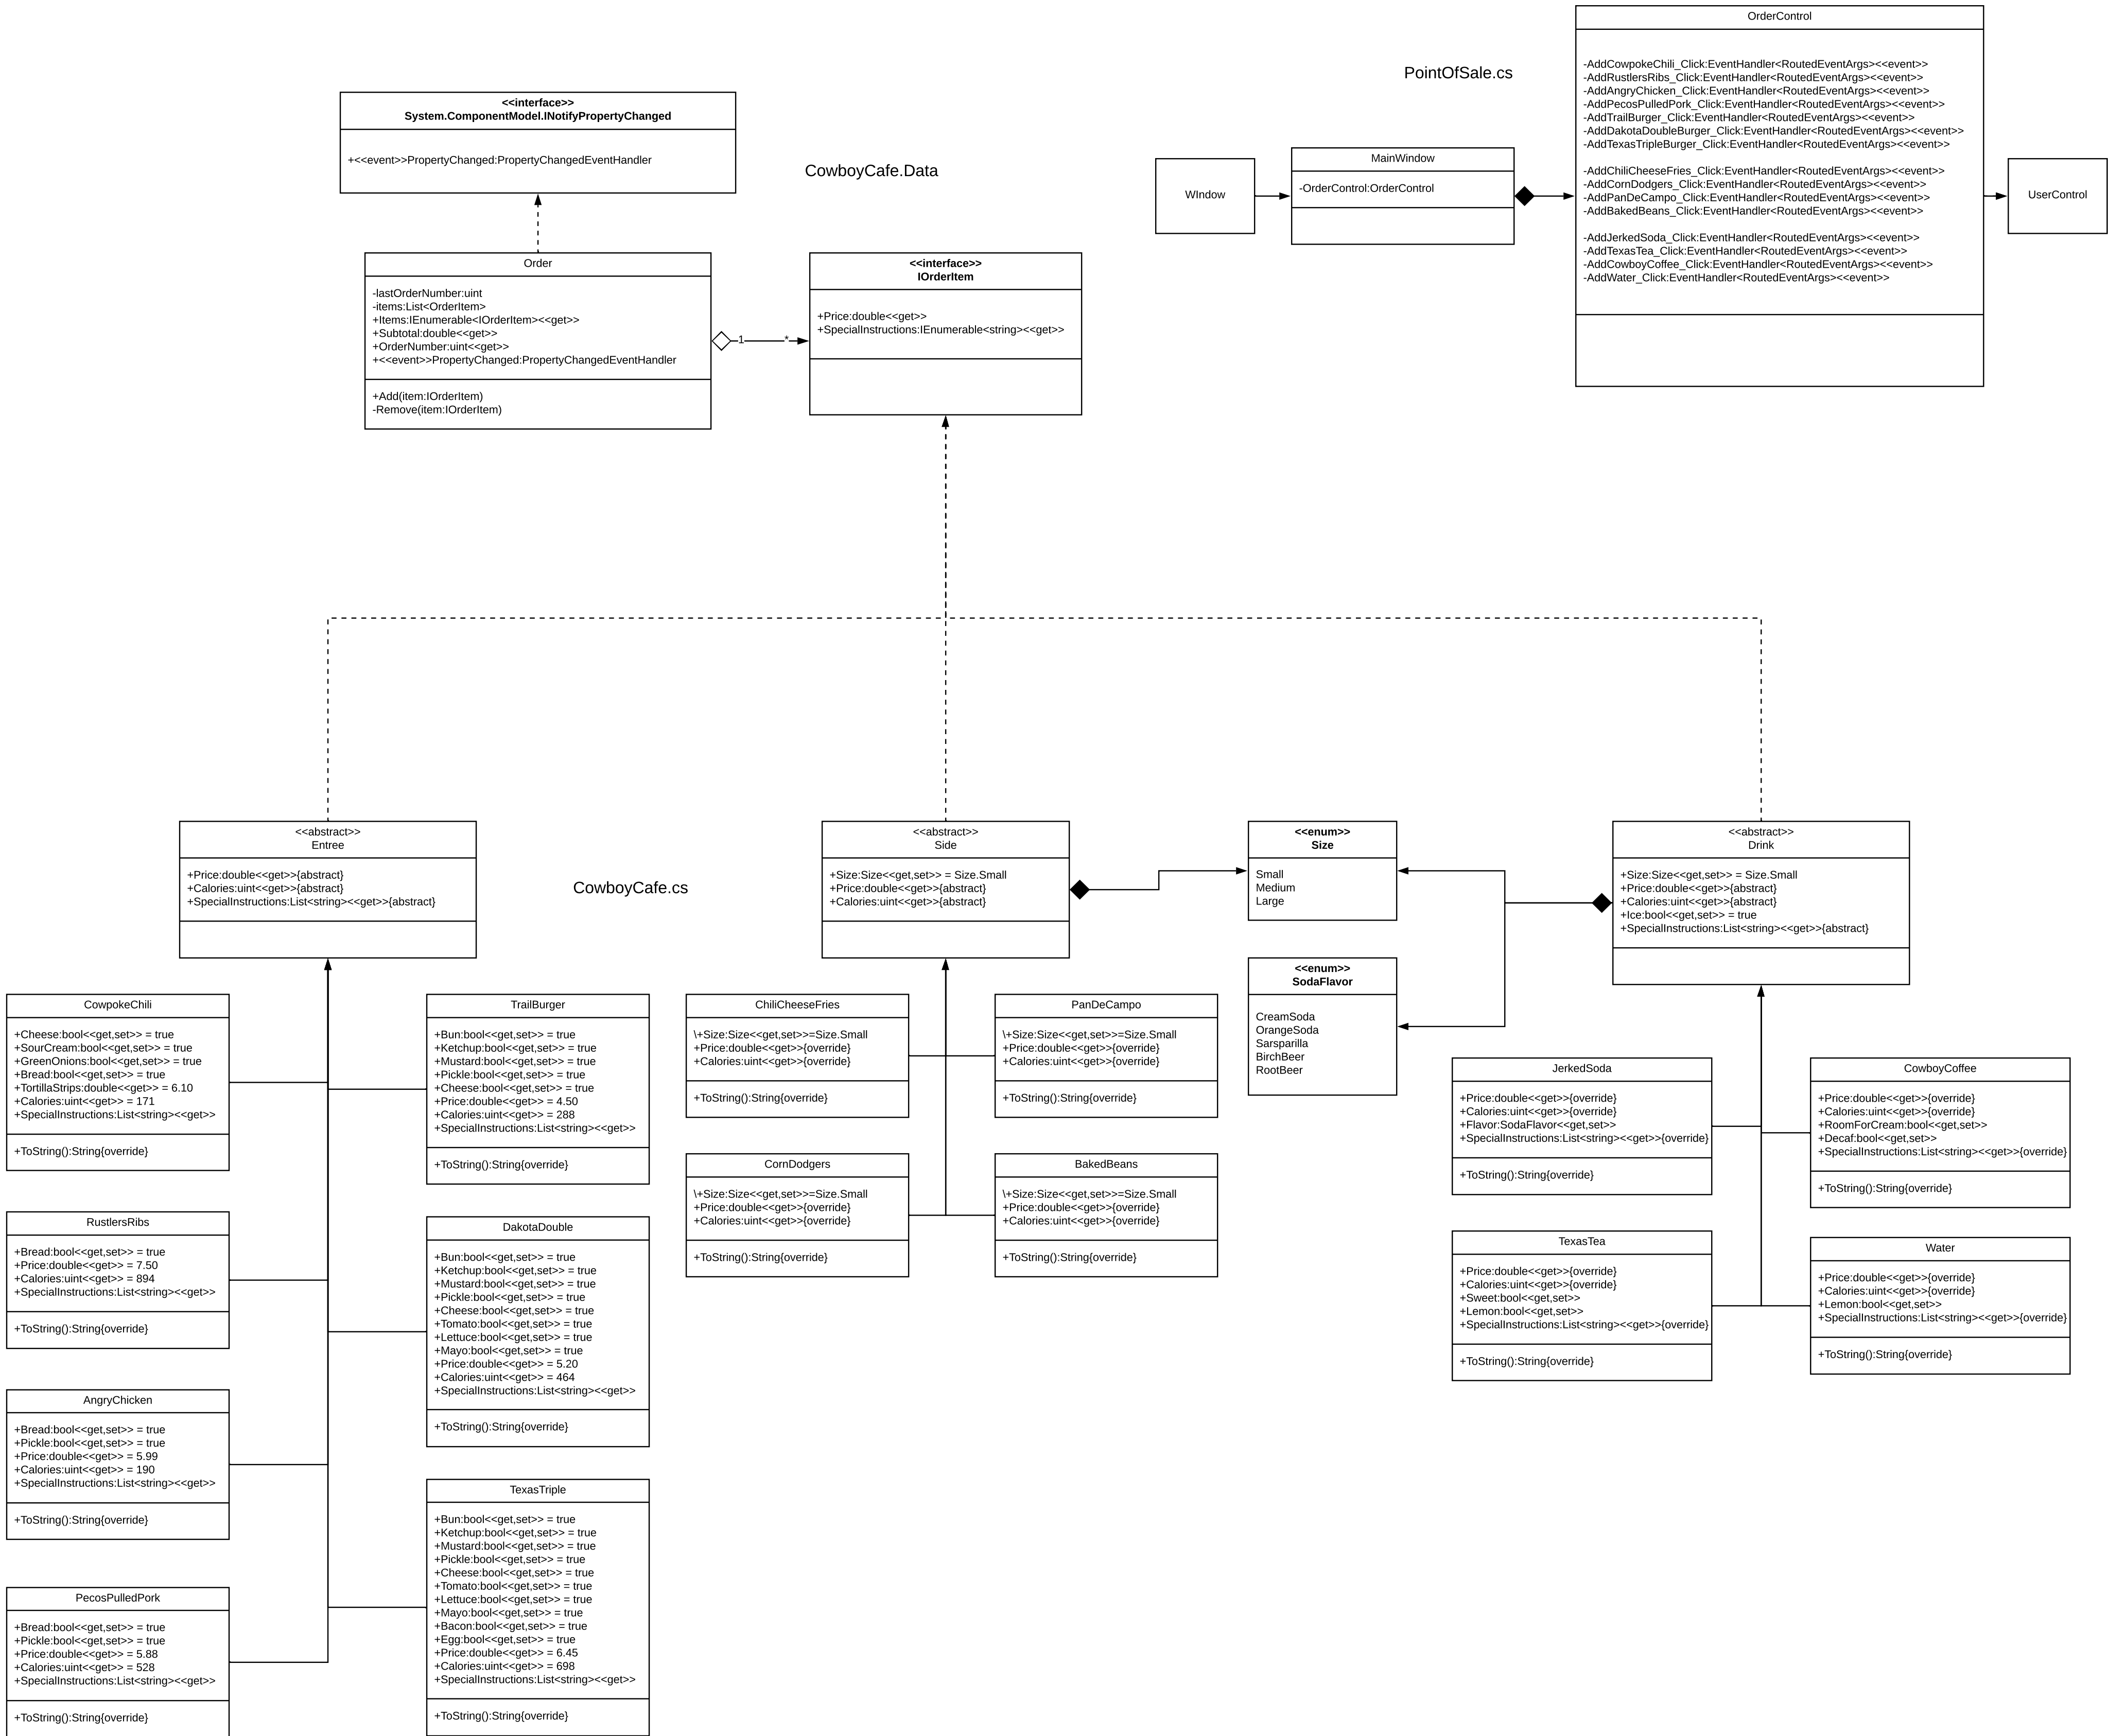 OrderControl
-AddCowpokeChili_Click:EventHandler<RoutedEventArgs><<event>>
-AddRustlersRibs_Click:EventHandler<RoutedEventArgs><<event>>
-AddAngryChicken_Click:EventHandler<RoutedEventArgs><<event>>
-AddPecosPulledPork_Click:EventHandler<RoutedEventArgs><<event>>
-AddTrailBurger_Click:EventHandler<RoutedEventArgs><<event>>
-AddDakotaDoubleBurger_Click:EventHandler<RoutedEventArgs><<event>>
-AddTexasTripleBurger_Click:EventHandler<RoutedEventArgs><<event>>
-AddChiliCheeseFries_Click:EventHandler<RoutedEventArgs><<event>>
-AddCornDodgers_Click:EventHandler<RoutedEventArgs><<event>>
-AddPanDeCampo_Click:EventHandler<RoutedEventArgs><<event>>
-AddBakedBeans_Click:EventHandler<RoutedEventArgs><<event>>
-AddJerkedSoda_Click:EventHandler<RoutedEventArgs><<event>>
-AddTexasTea_Click:EventHandler<RoutedEventArgs><<event>>
-AddCowboyCoffee_Click:EventHandler<RoutedEventArgs><<event>>
-AddWater_Click:EventHandler<RoutedEventArgs><<event>>
PointOfSale.cs
<<interface>>
System.ComponentModel.INotifyPropertyChanged
+<<event>>PropertyChanged:PropertyChangedEventHandler
CowboyCafe.Data
WIndow
MainWindow
-OrderControl:OrderControl
UserControl
Order
-lastOrderNumber:uint
-items:List<OrderItem>
+Items:IEnumerable<IOrderItem><<get>>
+Subtotal:double<<get>>
+OrderNumber:uint<<get>>
+<<event>>PropertyChanged:PropertyChangedEventHandler
+Add(item:IOrderItem)
-Remove(item:IOrderItem)
1
*
<<interface>>
IOrderItem
+Price:double<<get>>
+SpecialInstructions:IEnumerable<string><<get>>
<<abstract>>
Entree
+Price:double<<get>>{abstract}
+Calories:uint<<get>>{abstract}
+SpecialInstructions:List<string><<get>>{abstract}
CowboyCafe.cs
<<abstract>>
Side
+Size:Size<<get,set>> = Size.Small
+Price:double<<get>>{abstract}
+Calories:uint<<get>>{abstract}
<<enum>>
Size
Small
Medium
Large
<<abstract>>
Drink
+Size:Size<<get,set>> = Size.Small
+Price:double<<get>>{abstract}
+Calories:uint<<get>>{abstract}
+Ice:bool<<get,set>> = true
+SpecialInstructions:List<string><<get>>{abstract}
<<enum>>
SodaFlavor
CreamSoda
OrangeSoda
Sarsparilla
BirchBeer
RootBeer
CowpokeChili
+Cheese:bool<<get,set>> = true
+SourCream:bool<<get,set>> = true
+GreenOnions:bool<<get,set>> = true
+Bread:bool<<get,set>> = true
+TortillaStrips:double<<get>> = 6.10
+Calories:uint<<get>> = 171
+SpecialInstructions:List<string><<get>>
+ToString():String{override}
TrailBurger
+Bun:bool<<get,set>> = true
+Ketchup:bool<<get,set>> = true
+Mustard:bool<<get,set>> = true
+Pickle:bool<<get,set>> = true
+Cheese:bool<<get,set>> = true
+Price:double<<get>> = 4.50
+Calories:uint<<get>> = 288
+SpecialInstructions:List<string><<get>>
+ToString():String{override}
ChiliCheeseFries
\+Size:Size<<get,set>>=Size.Small
+Price:double<<get>>{override}
+Calories:uint<<get>>{override}
+ToString():String{override}
PanDeCampo
\+Size:Size<<get,set>>=Size.Small
+Price:double<<get>>{override}
+Calories:uint<<get>>{override}
+ToString():String{override}
JerkedSoda
+Price:double<<get>>{override}
+Calories:uint<<get>>{override}
+Flavor:SodaFlavor<<get,set>>
+SpecialInstructions:List<string><<get>>{override}
+ToString():String{override}
CowboyCoffee
+Price:double<<get>>{override}
+Calories:uint<<get>>{override}
+RoomForCream:bool<<get,set>>
+Decaf:bool<<get,set>>
+SpecialInstructions:List<string><<get>>{override}
+ToString():String{override}
CornDodgers
\+Size:Size<<get,set>>=Size.Small
+Price:double<<get>>{override}
+Calories:uint<<get>>{override}
+ToString():String{override}
BakedBeans
\+Size:Size<<get,set>>=Size.Small
+Price:double<<get>>{override}
+Calories:uint<<get>>{override}
+ToString():String{override}
RustlersRibs
+Bread:bool<<get,set>> = true
+Price:double<<get>> = 7.50
+Calories:uint<<get>> = 894
+SpecialInstructions:List<string><<get>>
+ToString():String{override}
DakotaDouble
+Bun:bool<<get,set>> = true
+Ketchup:bool<<get,set>> = true
+Mustard:bool<<get,set>> = true
+Pickle:bool<<get,set>> = true
+Cheese:bool<<get,set>> = true
+Tomato:bool<<get,set>> = true
+Lettuce:bool<<get,set>> = true
+Mayo:bool<<get,set>> = true
+Price:double<<get>> = 5.20
+Calories:uint<<get>> = 464
+SpecialInstructions:List<string><<get>>
+ToString():String{override}
TexasTea
+Price:double<<get>>{override}
+Calories:uint<<get>>{override}
+Sweet:bool<<get,set>>
+Lemon:bool<<get,set>>
+SpecialInstructions:List<string><<get>>{override}
+ToString():String{override}
Water
+Price:double<<get>>{override}
+Calories:uint<<get>>{override}
+Lemon:bool<<get,set>>
+SpecialInstructions:List<string><<get>>{override}
+ToString():String{override}
AngryChicken
+Bread:bool<<get,set>> = true
+Pickle:bool<<get,set>> = true
+Price:double<<get>> = 5.99
+Calories:uint<<get>> = 190
+SpecialInstructions:List<string><<get>>
+ToString():String{override}
TexasTriple
+Bun:bool<<get,set>> = true
+Ketchup:bool<<get,set>> = true
+Mustard:bool<<get,set>> = true
+Pickle:bool<<get,set>> = true
+Cheese:bool<<get,set>> = true
+Tomato:bool<<get,set>> = true
+Lettuce:bool<<get,set>> = true
+Mayo:bool<<get,set>> = true
+Bacon:bool<<get,set>> = true
+Egg:bool<<get,set>> = true
+Price:double<<get>> = 6.45
+Calories:uint<<get>> = 698
+SpecialInstructions:List<string><<get>>
+ToString():String{override}
PecosPulledPork
+Bread:bool<<get,set>> = true
+Pickle:bool<<get,set>> = true
+Price:double<<get>> = 5.88
+Calories:uint<<get>> = 528
+SpecialInstructions:List<string><<get>>
+ToString():String{override}